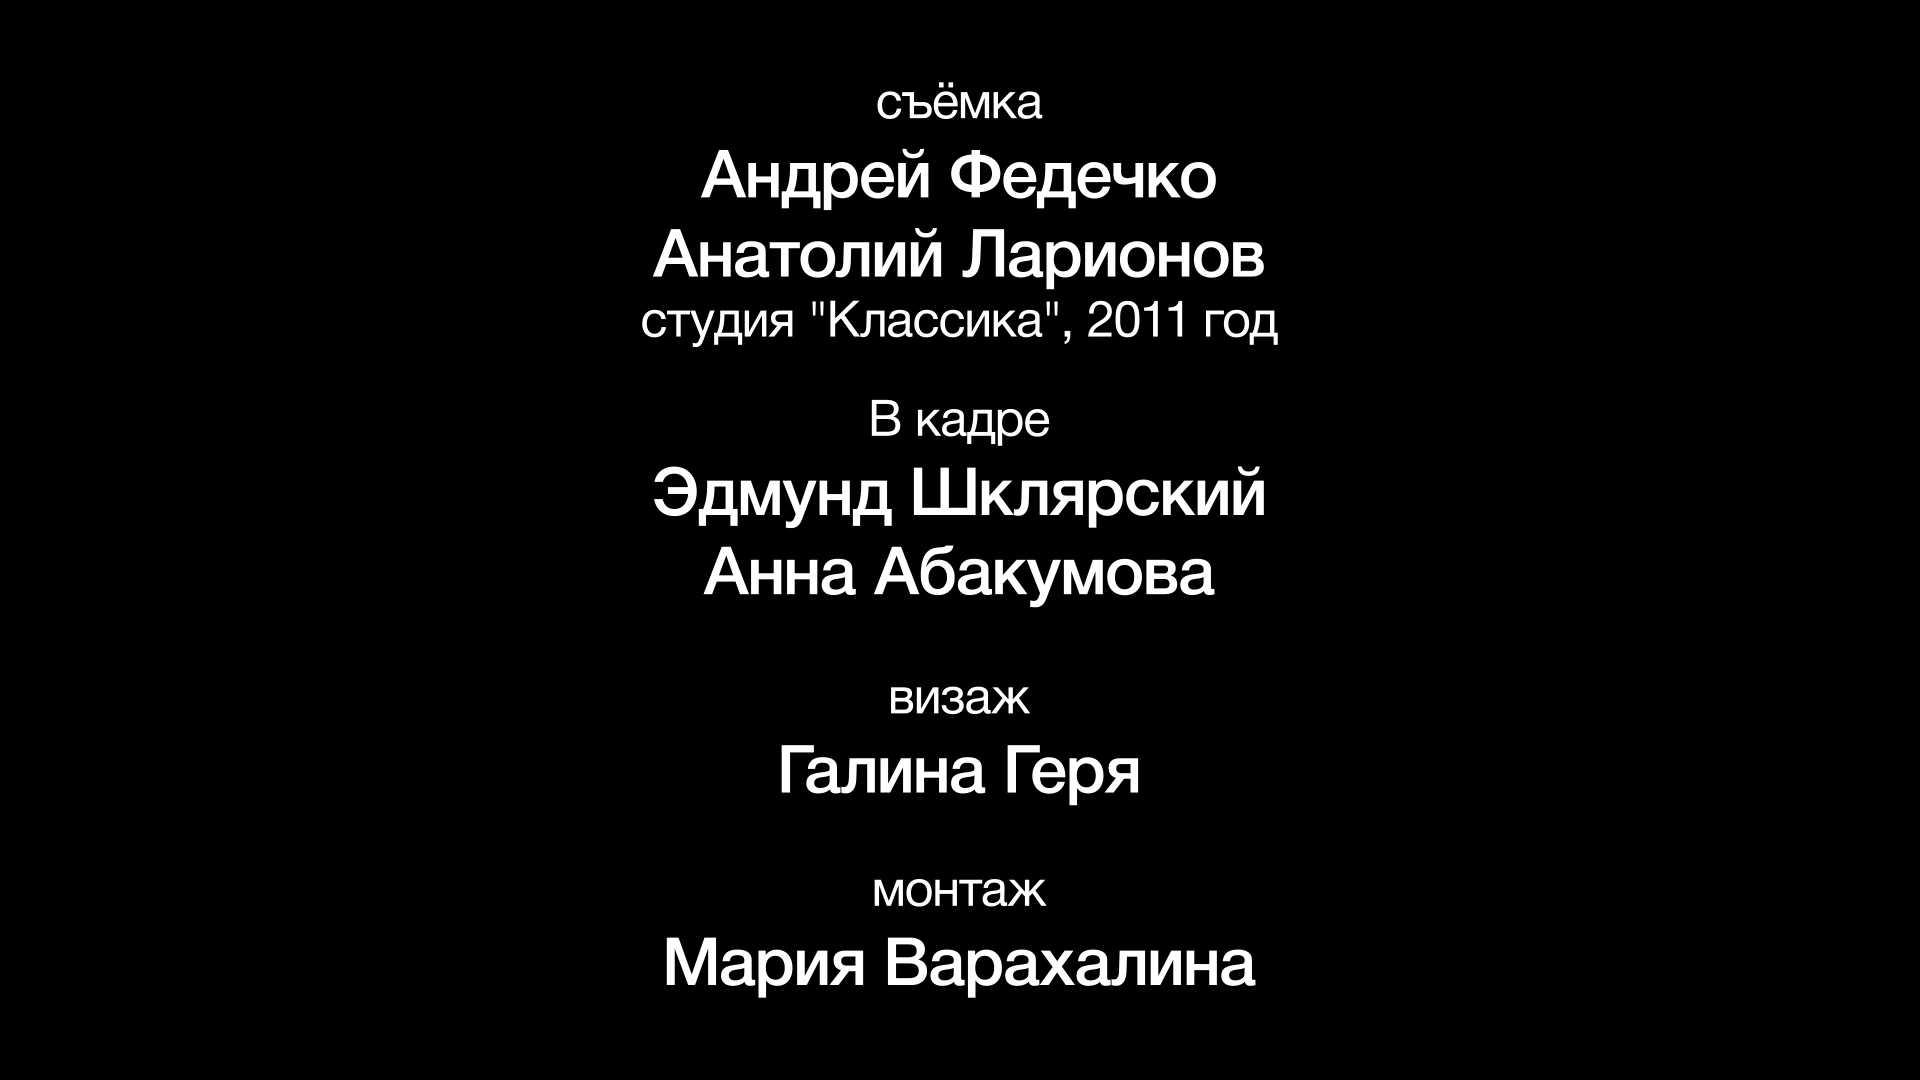 съёмка
Андрей Федечко
Анатолий Ларионов
студия "Классика", 2011 год
В кадре
Эдмунд Шклярский
Анна Абакумова
визаж
Галина Геря
монтаж
Мария Варахалина